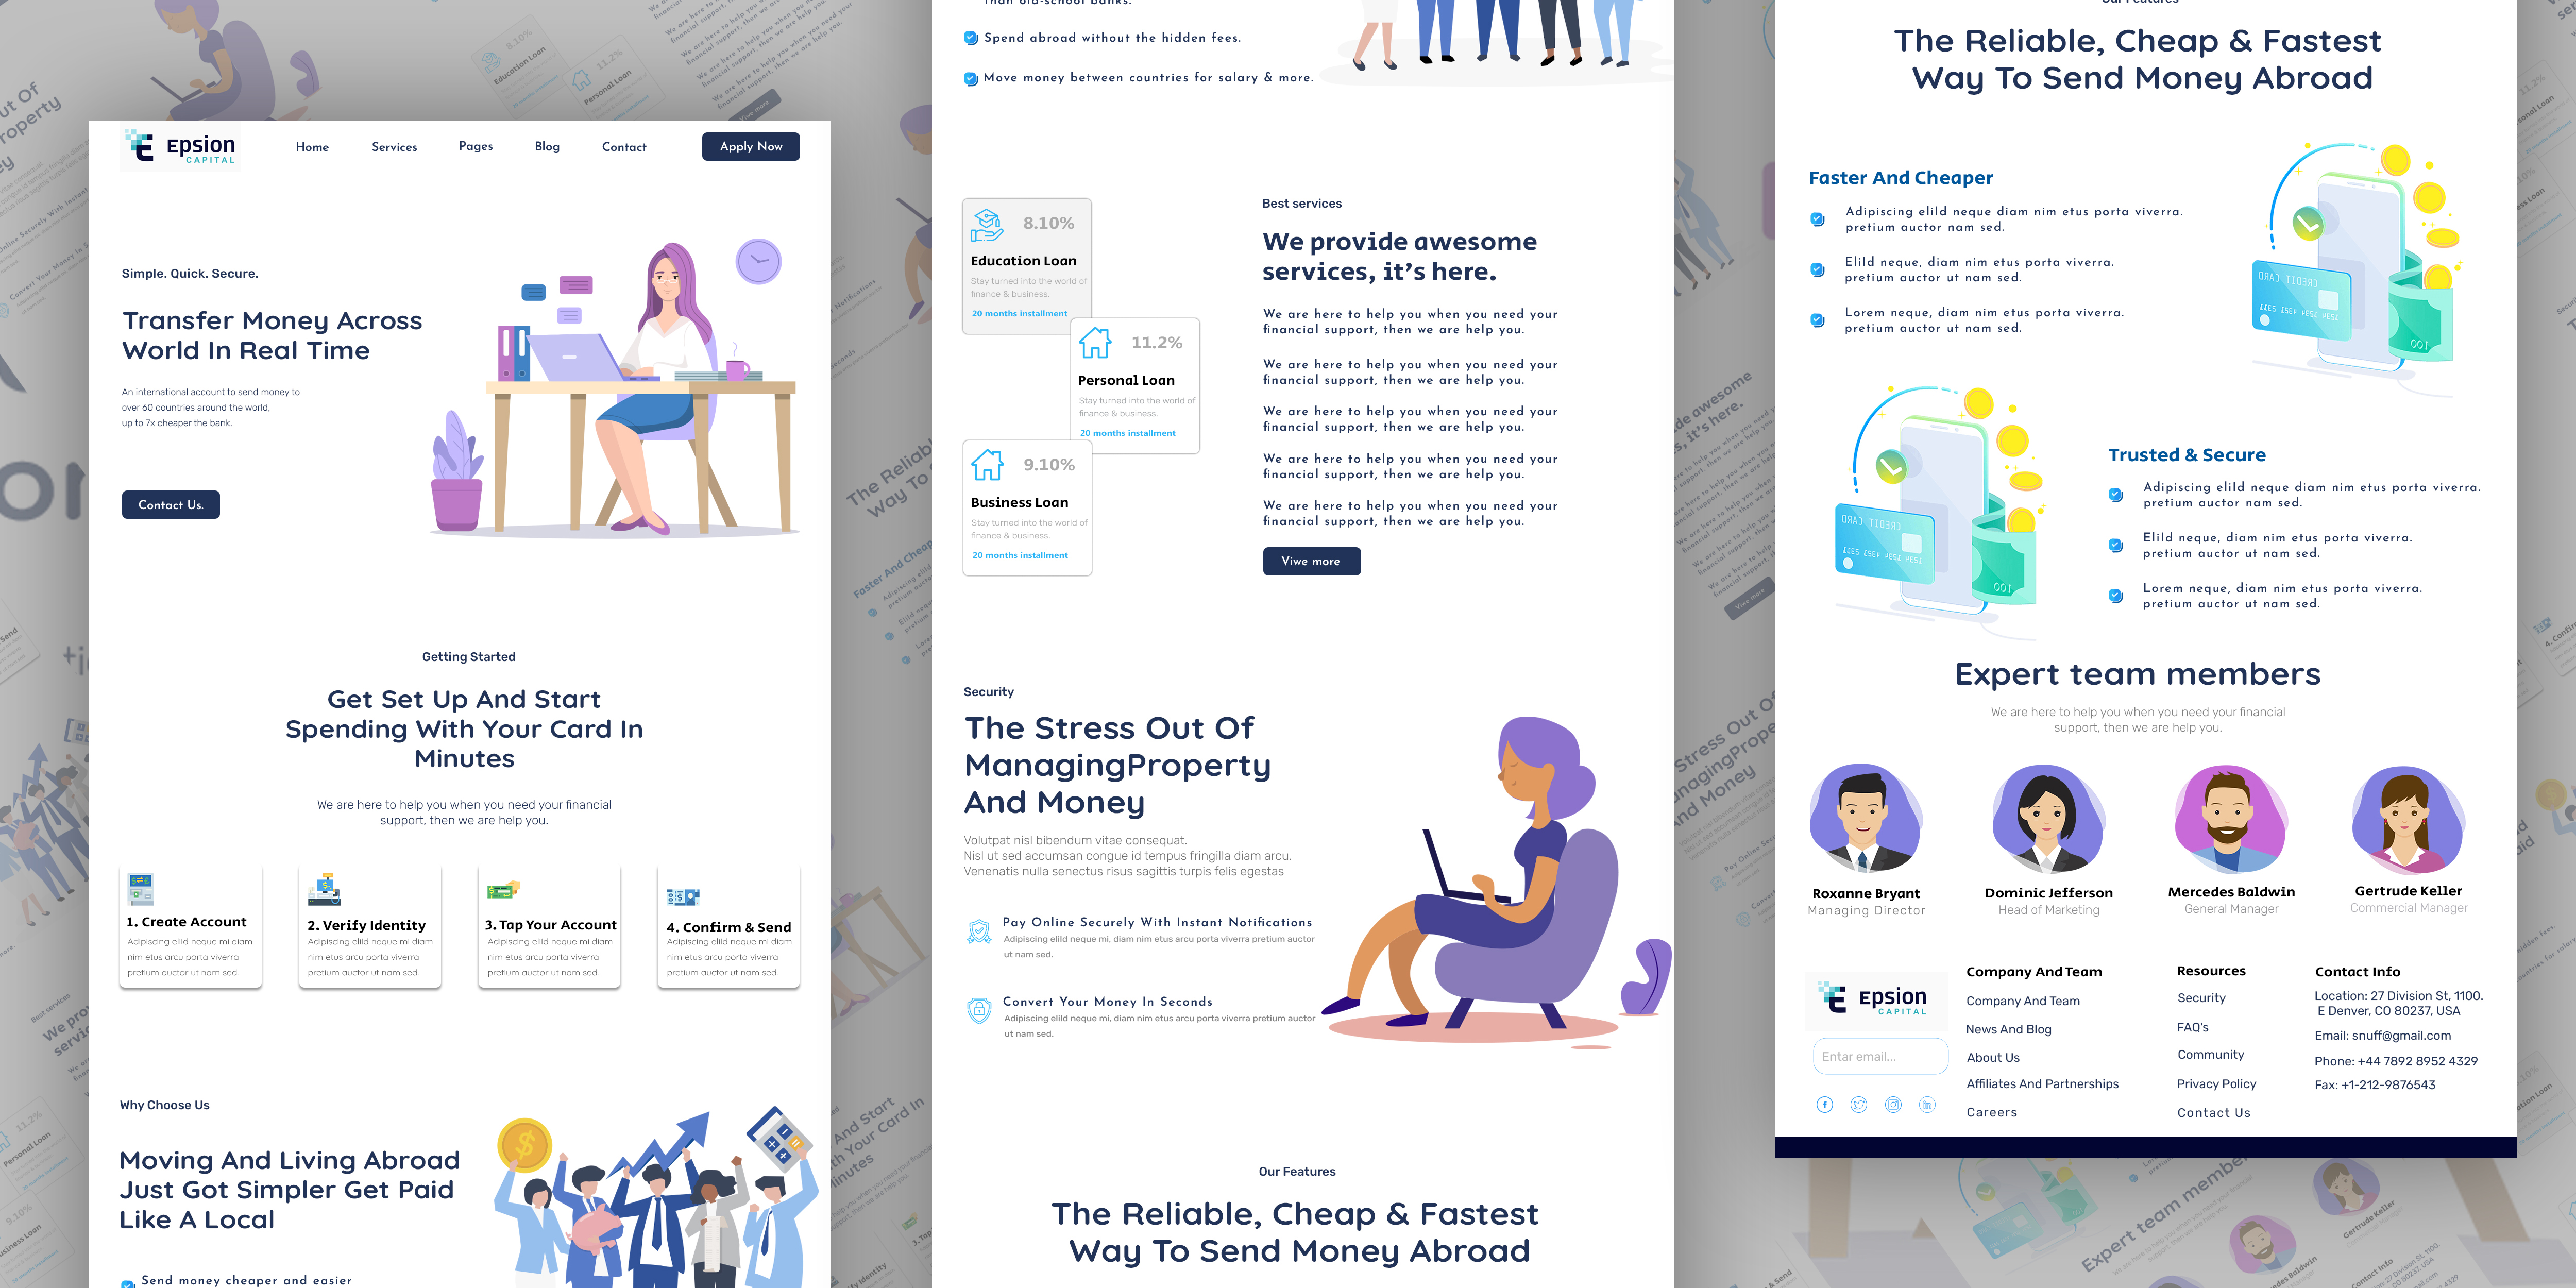 Epsion
CAPITAL
Home
Services
Pages
Blog
Contact
Apply Now
Simple. Quick. Secure.
Transfer Money Across
World In Real Time
An international account to send money to
over 60 countries around the world,
up to 7x cheaper the bank.
Contact Us.
Getting Started
Get Set Up And Start
Spending With Your Card In
Minutes
We are here to help you when you need your financial
support, then we are help you.
1. Create Account
Adipiscing elild neque mi diam
nim etus arcu porta viverra
pretium auctor ut nam sed.
2. Verify Identity
Adipiscing elild neque mi diam
nim etus arcu porta viverra
pretium auctor ut nam sed.
3. Tap Your Account
Adipiscing elild neque mi diam
nim etus arcu porta viverra
pretium auctor ut nam sed.
4. Confirm & Send
Adipiscing elild neque mi diam
nim etus arcu porta viverra
pretium auctor ut nam sed.
Why Choose Us
Moving And Living Abroad
Just Got Simpler Get Paid
Like A Local
Send money cheaper and easier
than old-school banks.
Spend abroad without the hidden fees.
Move money between countries for salary & more.
8.10%
Education Loan
Stay turned into the world of
finance & business.
20 months installment
11.2%
Personal Loan
Stay turned into the world of
finance & business.
20 months installment
9.10%
Business Loan
Stay turned into the world of
finance & business.
20 months installment
Best services
We provide awesome
services, it's here.
We are here to help you when you need your
financial support, then we are help you.
We are here to help you when you need your
financial support, then we are help you.
We are here to help you when you need your
financial support, then we are help you.
We are here to help you when you need your
financial support, then we are help you.
We are here to help you when you need your
financial support, then we are help you.
Viwe more
Security
The Stress Out Of
ManagingProperty
And Money
Volutpat nisl bibendum vitae consequat.
Nisl ut sed accumsan congue id tempus fringilla diam arcu.
Venenatis nulla senectus risus sagittis turpis felis egestas
Pay Online Securely With Instant Notifications
Adipiscing elild neque mi, diam nim etus arcu porta viverra pretium auctor
ut nam sed.
Convert Your Money In Seconds
Adipiscing elild neque mi, diam nim etus arcu porta viverra pretium auctor
ut nam sed.
Our Features
The Reliable, Cheap & Fastest
Way To Send Money Abroad
Our Features
The Reliable, Cheap & Fastest
Way To Send Money Abroad
Faster And Cheaper
Adipiscing elild neque diam nim etus porta viverra.
pretium auctor nam sed.
Elild neque, diam nim etus porta viverra.
pretium auctor ut nam sed.
Lorem neque, diam nim etus porta viverra.
pretium auctor ut nam sed.
CREDIT CARD
100
Trusted & Secure
Adipiscing elild neque diam nim etus porta viverra.
pretium auctor nam sed.
Elild neque, diam nim etus porta viverra.
pretium auctor ut nam sed.
Lorem neque, diam nim etus porta viverra.
pretium auctor ut nam sed.
CREDIT CARD
100
Expert team members
We are here to help you when you need your financial
support, then we are help you.
Roxanne Bryant
Managing Director
Dominic Jefferson
Head of Marketing
Mercedes Baldwin
General Manager
Gertrude Keller
Commercial Manager
Epsion
CAPITAL
Entar email...
Company And Team
Company And Team
News And Blog
About Us
Affiliates And Partnerships
Careers
Resources
Security
FAQ's
Community
Privacy Policy
Contact Us
Contact Info
Location: 27 Division St, 1100.
E Denver, CO 80237, USA
Email: snuff@gmail.com
Phone: +44 7892 8952 4329
Fax: +1-212-9876543